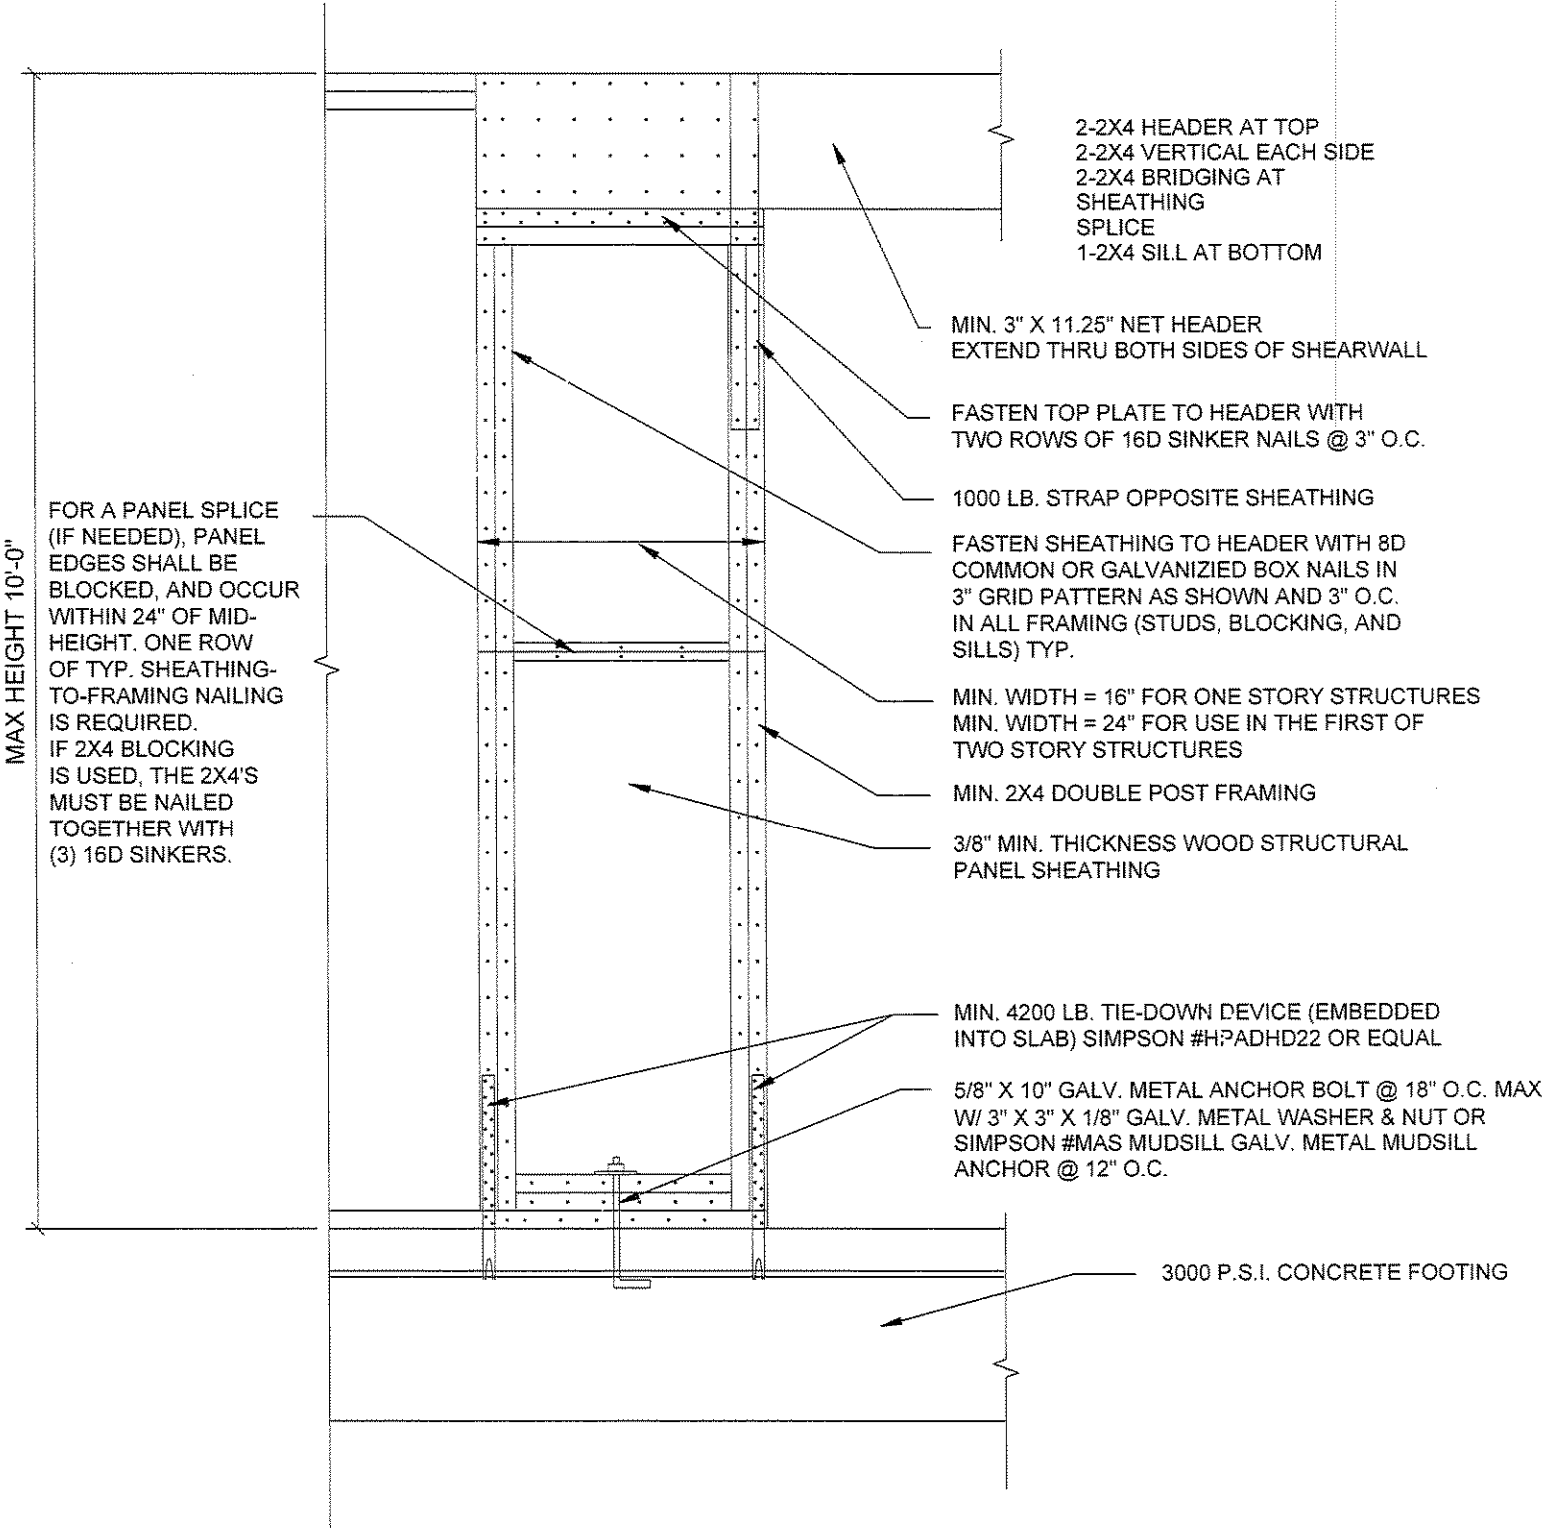 2-2X4 HEADER AT TOP
2-2X4 VERTICAL EACH SIDE
2-2X4 BRIDGING AT
SHEATHING
SPLICE
1-2X4 SILL AT BOTTOM
MIN. 3" X 11.25" NET HEADER
EXTEND THRU BOTH SIDES OF SHEARWALL
FASTEN TOP PLATE TO HEADER WITH
TWO ROWS OF 16D SINKER NAILS @ 3" O.C.
1000 LB. STRAP OPPOSITE SHEATHING
FASTEN SHEATHING TO HEADER WITH 8D
COMMON OR GALVANIZIED BOX NAILS IN
3" GRID PATTERN AS SHOWN AND 3" O.C.
IN ALL FRAMING (STUDS, BLOCKING, AND
SILLS) TYP.
MIN. WIDTH = 16" FOR ONE STORY STRUCTURES
MIN. WIDTH = 24" FOR USE IN THE FIRST OF
TWO STORY STRUCTURES
MIN. 2X4 DOUBLE POST FRAMING
3/8" MIN. THICKNESS WOOD STRUCTURAL
PANEL SHEATHING
MIN. 4200 LB. TIE-DOWN DEVICE (EMBEDDED
INTO SLAB) SIMPSON #HPADHD22 OR EQUAL
5/8" X 10" GALV. METAL ANCHOR BOLT @ 18" O.C. MAX
W/ 3" X 3" X 1/8" GALV. METAL WASHER & NUT OR
SIMPSON #MAS MUDSILL GALV. METAL MUDSILL
ANCHOR @ 12" O.C.
3000 P.S.I. CONCRETE FOOTING
MAX HEIGHT 10'-0"
FOR A PANEL SPLICE
(IF NEEDED), PANEL
EDGES SHALL BE
BLOCKED, AND OCCUR
WITHIN 24" OF MID-
HEIGHT. ONE ROW
OF TYP. SHEATHING-
TO-FRAMING NAILING
IS REQUIRED.
IF 2X4 BLOCKING
IS USED, THE 2X4'S
MUST BE NAILED
TOGETHER WITH
(3) 16D SINKERS.